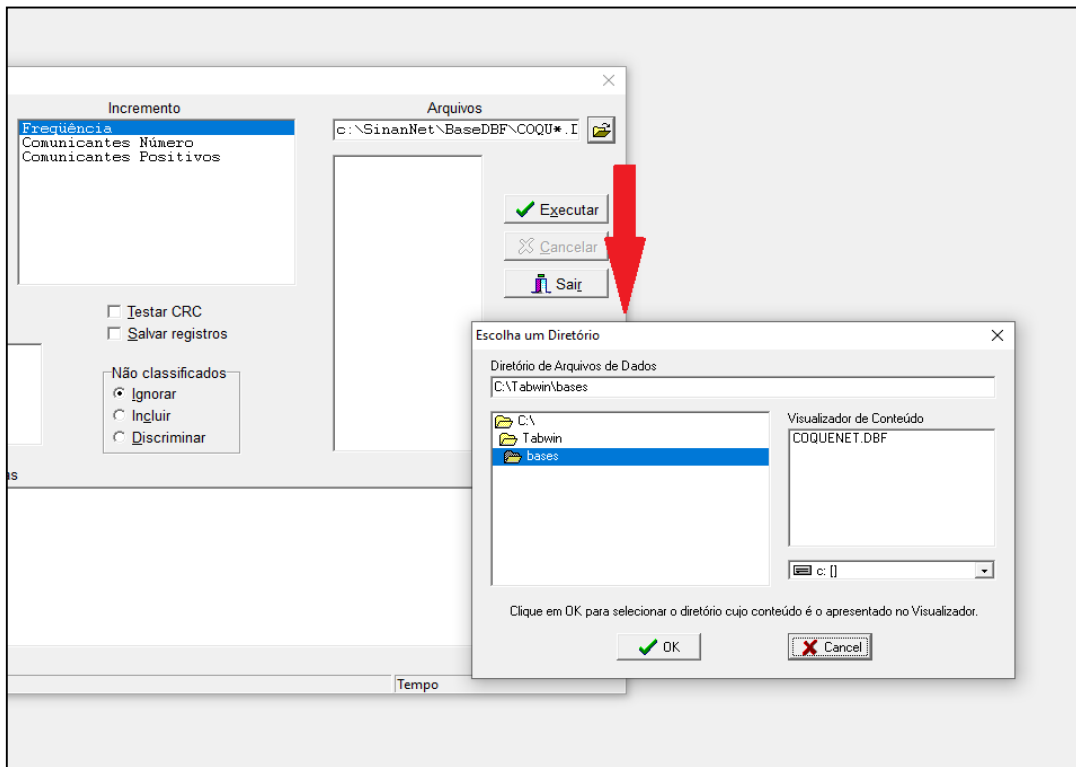 Incremento
Freqüência
Comunicantes Número
Comunicantes Positivos
Arquivos
c:\SinanNet\BaseDBF\COQU*.D
Executar
Cancelar
Sair
Testar CRC
Salvar registros
Não classificados
Ignorar
Incluir
Discriminar
Tempo
Escolha um Diretório
Diretório de Arquivos de Dados
C:\Tabwin\bases
C:\
Tabwin
bases
Visualizador de Conteúdo
COQUENET.DBF
c: []
Clique em OK para selecionar o diretório cujo conteúdo é o apresentado no Visualizador.
OK
Cancel